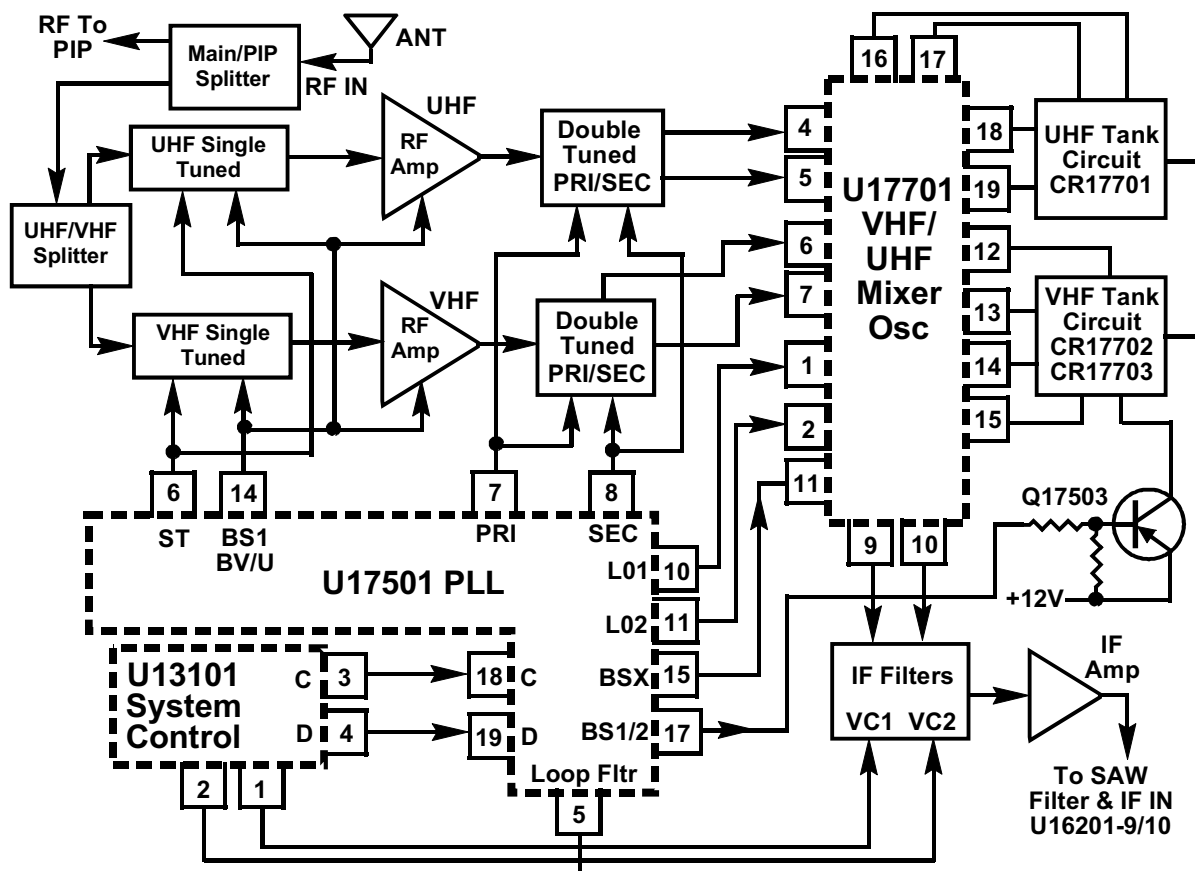 RF To
PIP
Main/PIP
Splitter
ANT
RF IN
UHF
RF
Amp
UHF Single
Tuned
Double
Tuned
PRI/SEC
UHF/VHF
Splitter
VHF Single
Tuned
VHF
RF
Amp
Double
Tuned
PRI/SEC
16
17
4
5
6
7
1
2
11
U17701
VHF/
UHF
Mixer
Osc
18
19
12
13
14
15
9
10
UHF Tank
Circuit
CR17701
VHF Tank
Circuit
CR17702
CR17703
Q17503
+12V
6
14
7
8
ST
BS1
BV/U
PRI
SEC
U17501 PLL
L01
10
L02
11
BSX
15
BS1/2
17
U13101
System
Control
C
3
D
4
18
C
19
D
2
1
Loop Fltr
5
IF Filters
VC1 VC2
IF
Amp
To SAW
Filter & IF IN
U16201-9/10